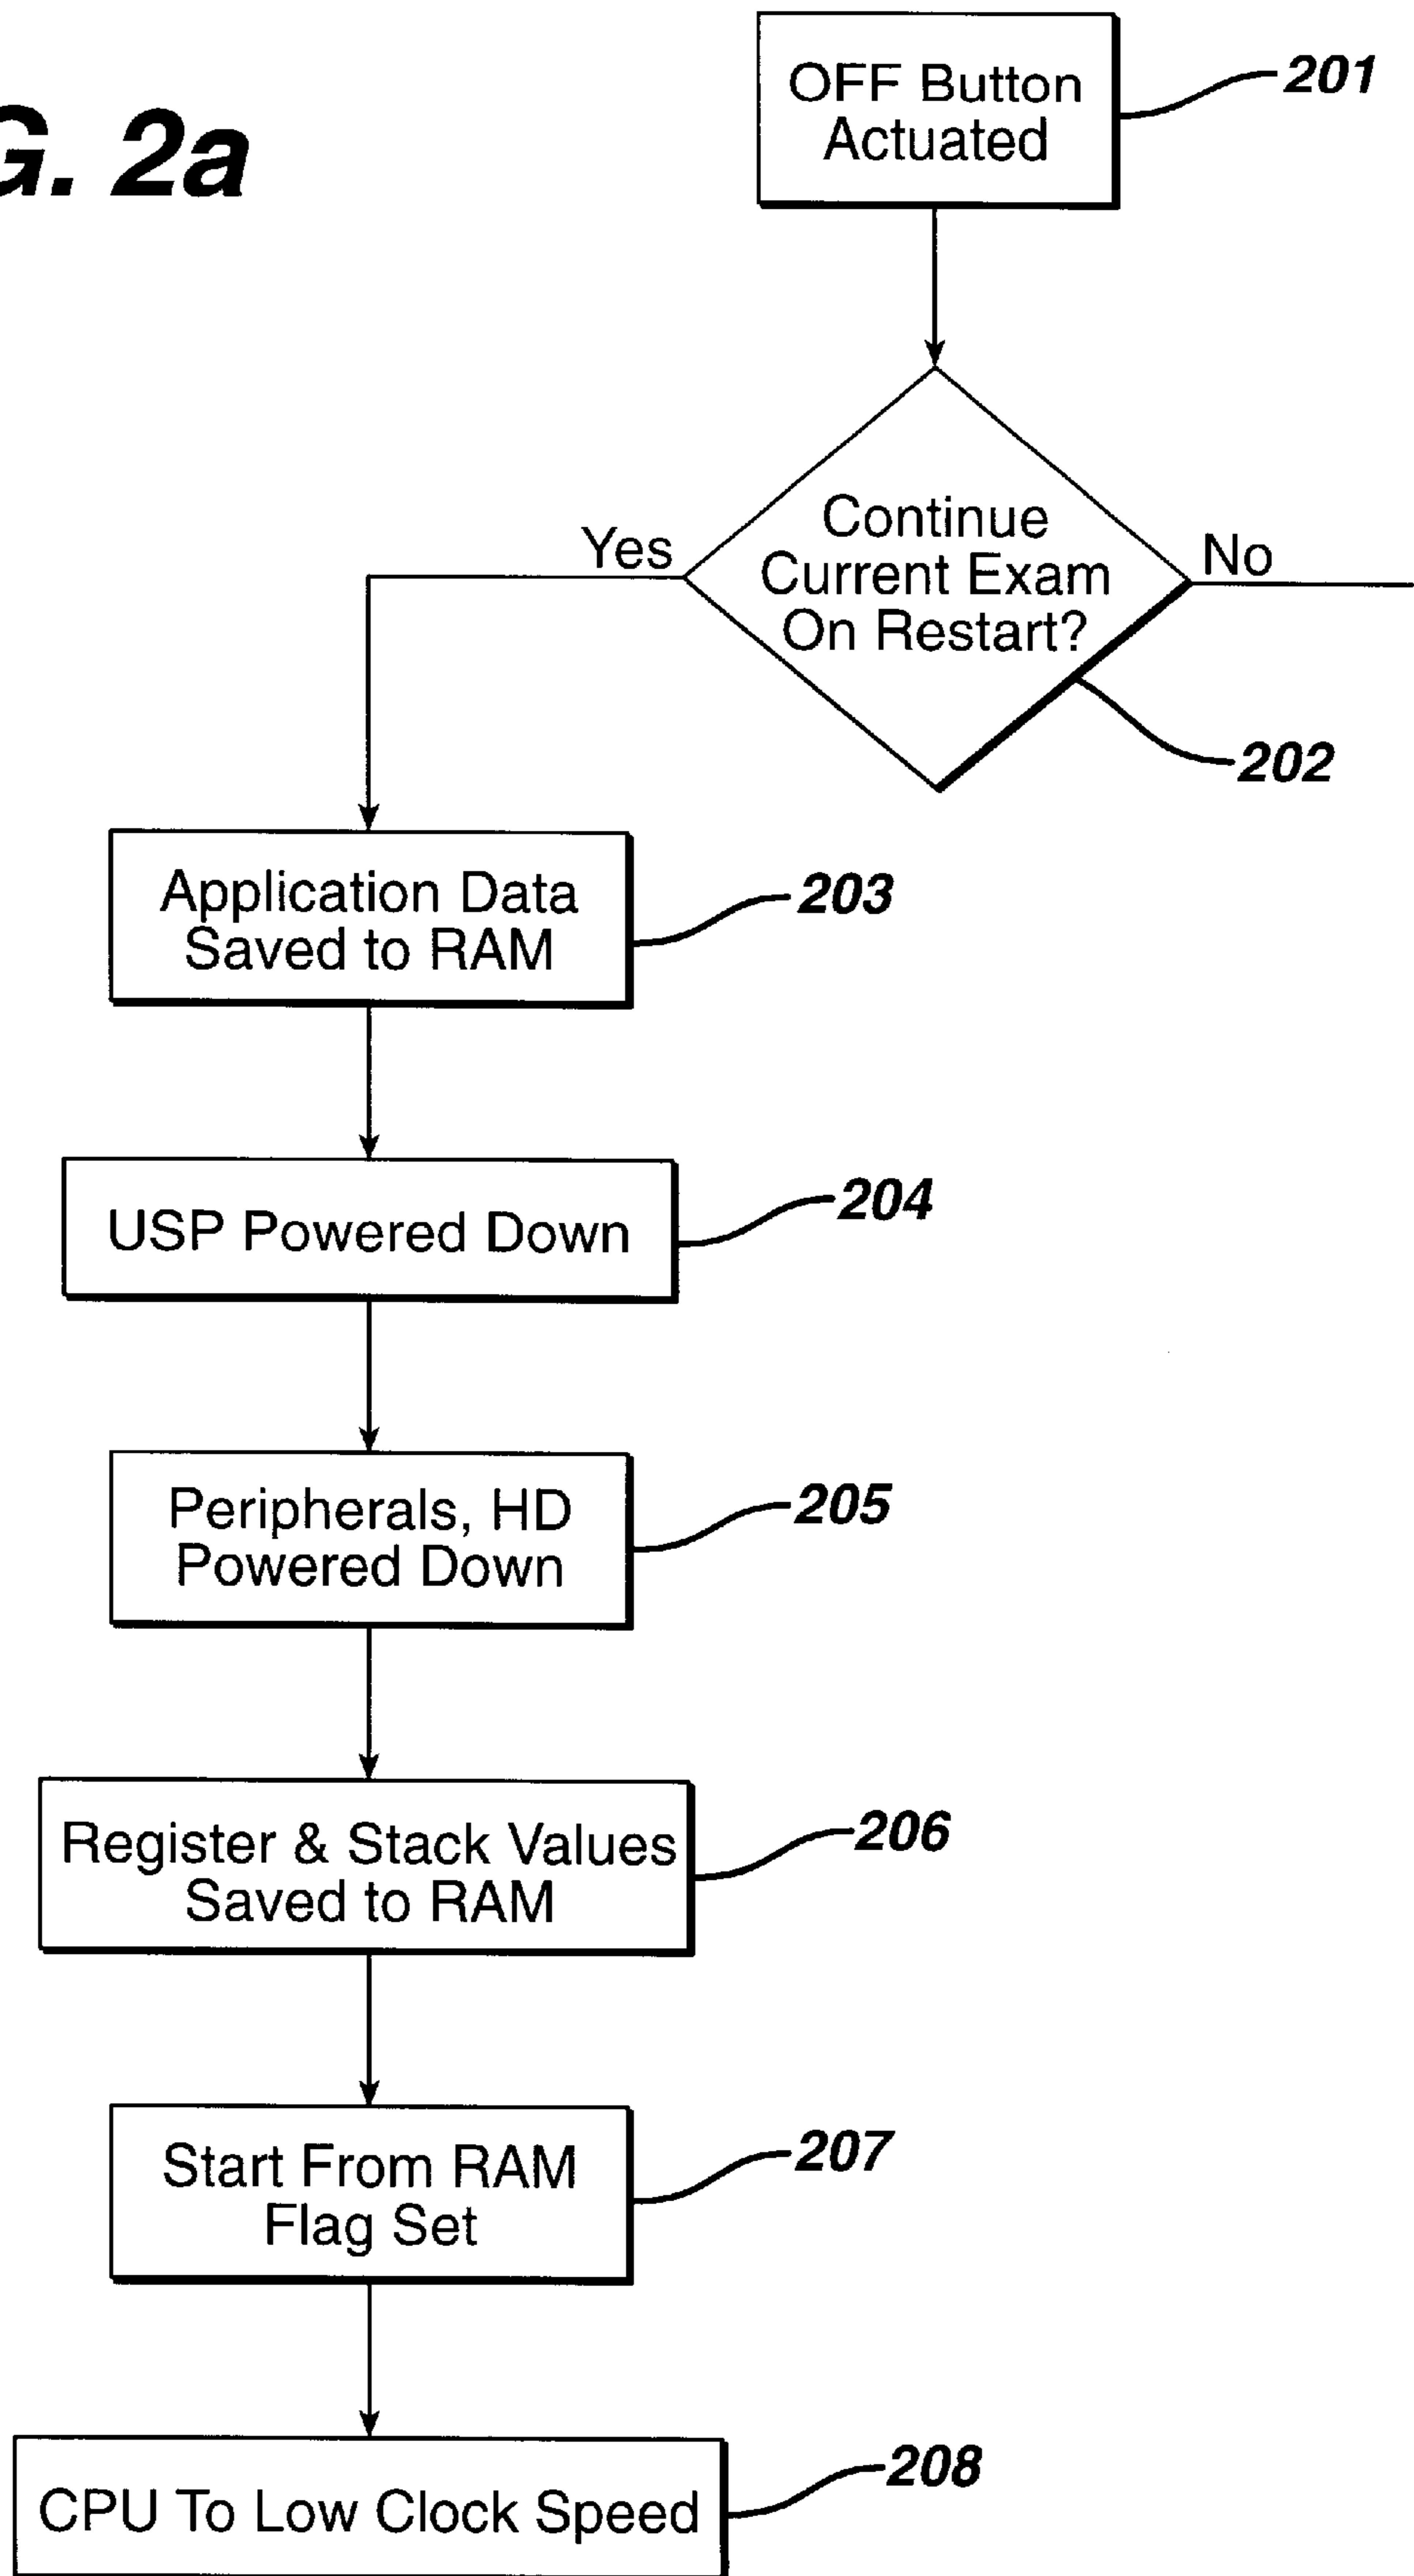 G. 2a
OFF Button
Actuated
201
Continue
Current Exam
On Restart?
Yes
No
202
Application Data
Saved to RAM
203
USP Powered Down
204
Peripherals, HD
Powered Down
205
Register & Stack Values
Saved to RAM
206
Start From RAM
Flag Set
207
CPU To Low Clock Speed
208